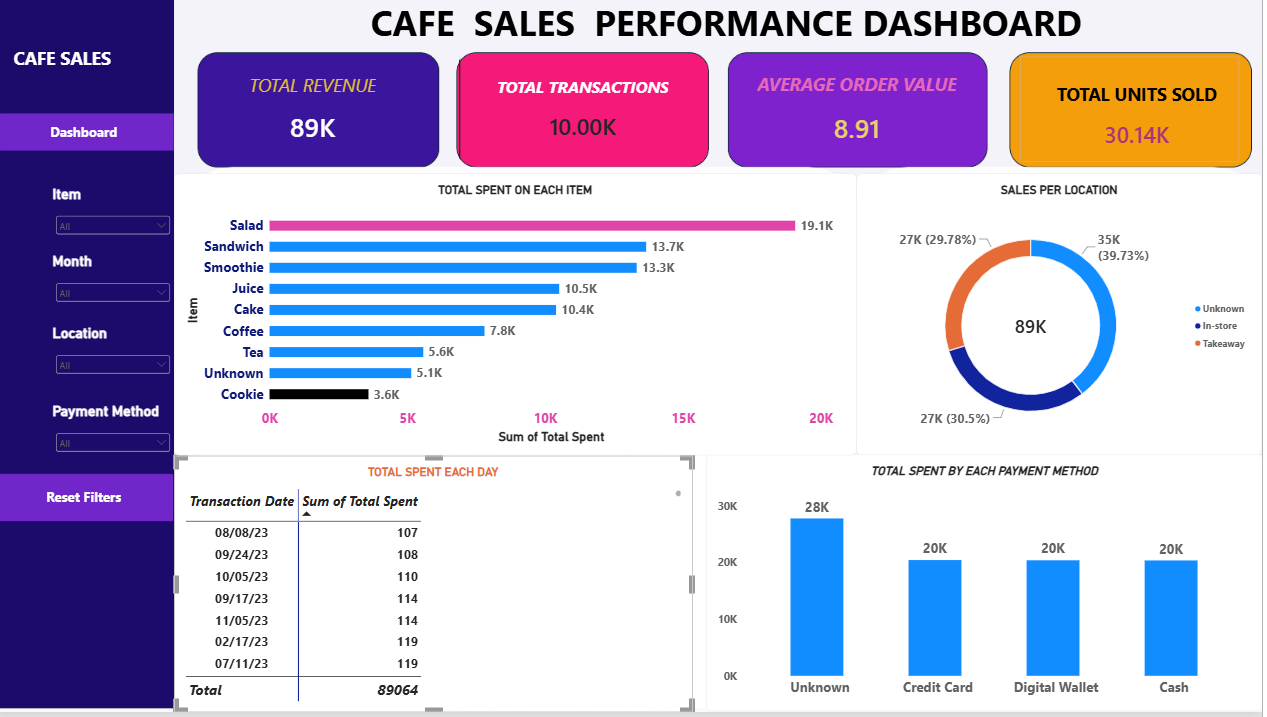 CAFE SALES PERFORMANCE DASHBOARD
CAFE SALES
Dashboard
Item
All
Month
All
Location
All
Payment Method
All
Reset Filters
TOTAL REVENUE
89K
TOTAL TRANSACTIONS
10.00K
AVERAGE ORDER VALUE
8.91
TOTAL UNITS SOLD
30.14K
TOTAL SPENT ON EACH ITEM
Item
Salad 19.1K
Sandwich 13.7K
Smoothie 13.3K
Juice 10.5K
Cake 10.4K
Coffee 7.8K
Tea 5.6K
Unknown 5.1K
Cookie 3.6K
0K 5K 10K 15K 20K
Sum of Total Spent
SALES PER LOCATION
27K (29.78%)
35K
(39.73%)
89K
27K (30.5%)
Unknown
In-store
Takeaway
TOTAL SPENT EACH DAY
Transaction Date Sum of Total Spent
08/08/23 107
09/24/23 108
10/05/23 110
09/17/23 114
11/05/23 114
02/17/23 119
07/11/23 119
Total 89064
TOTAL SPENT BY EACH PAYMENT METHOD
30K
20K
10K
0K
28K
20K
20K
20K
Unknown Credit Card Digital Wallet Cash